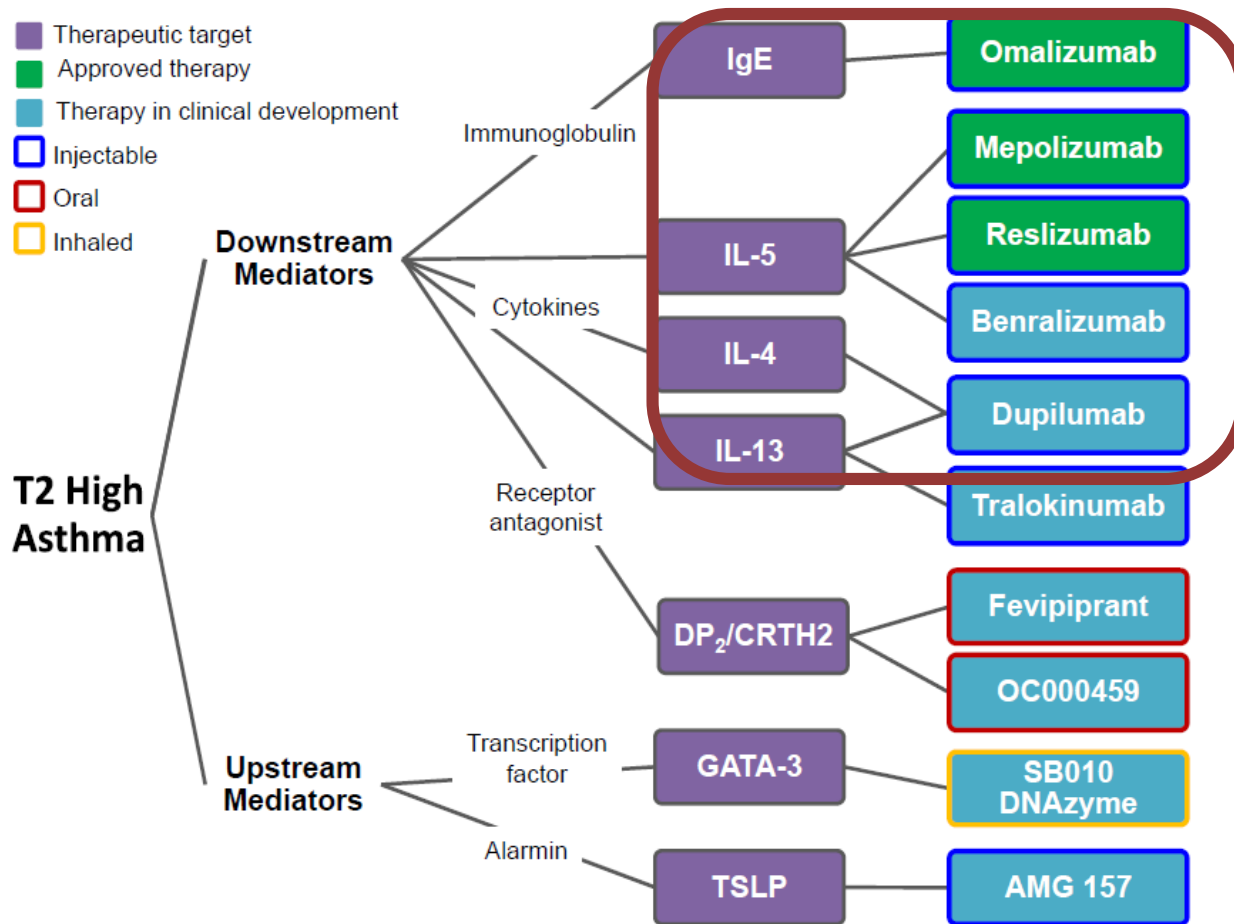 Therapeutic target
Approved therapy
Therapy in clinical development
Injectable
Oral
Inhaled
T2 High
Asthma
Downstream
Mediators
Upstream
Mediators
Immunoglobulin
Cytokines
Receptor
antagonist
Transcription
factor
Alarmin
IgE
IL-5
IL-4
IL-13
DP₂/CRTH2
GATA-3
TSLP
Omalizumab
Mepolizumab
Reslizumab
Benralizumab
Dupilumab
Tralokinumab
Fevipiprant
OC000459
SB010
DNAzyme
AMG 157